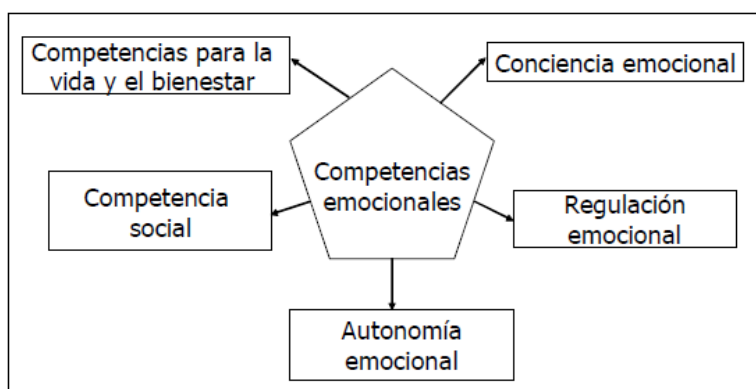 Competencias para la
vida y el bienestar
Conciencia emocional
Competencias
emocionales
Competencia
social
Regulación
emocional
Autonomía
emocional